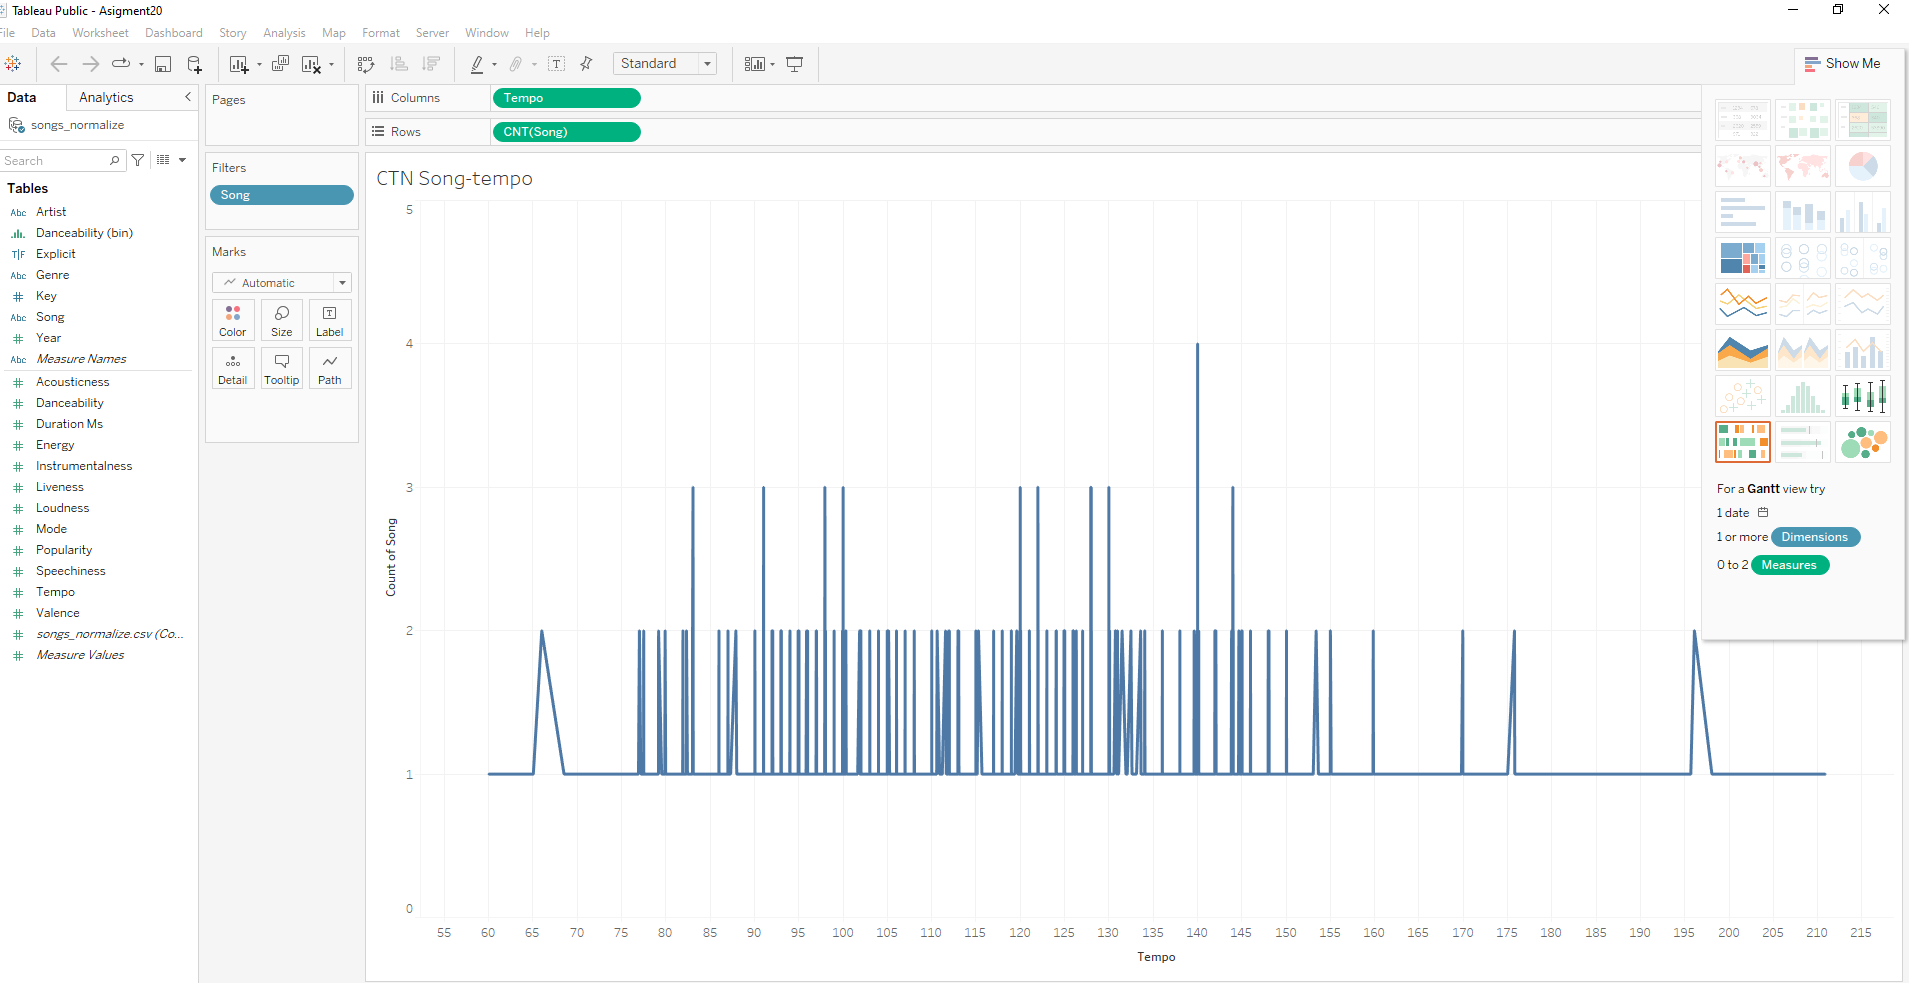 Tableau Public - Asigment20
File Data Worksheet Dashboard Story Analysis Map Format Server Window Help
Standard
Show Me
Data Analytics
songs_normalize
Search
Tables
Abc Artist
Danceability (bin)
T|F Explicit
Abc Genre
# Key
Abc Song
# Year
Abc Measure Names
# Acousticness
# Danceability
# Duration Ms
# Energy
# Instrumentalness
# Liveness
# Loudness
# Mode
# Popularity
# Speechiness
# Tempo
# Valence
# songs_normalize.csv (Co...
# Measure Values
Pages
Filters
Song
Marks
Automatic
Color Size Label
Detail Tooltip Path
Columns Tempo
Rows CNT(Song)
CTN Song-tempo
5
4
3
2
1
0
Count of Song
55 60 65 70 75 80 85 90 95 100 105 110 115 120 125 130 135 140 145 150 155 160 165 170 175 180 185 190 195 200 205 210 215
Tempo
For a Gantt view try
1 date
1 or more Dimensions
0 to 2 Measures